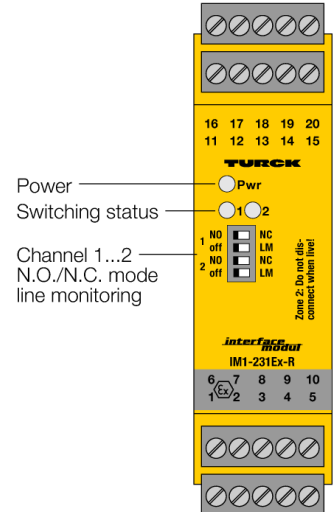 16 17 18 19 20
11 12 13 14 15
TURCK
Power
Pwr
Switching status
1 2
Channel 1...2
N.O./N.C. mode
line monitoring
1 NO NC
off LM
2 NO NC
off LM
Zone 2: Do not dis-
connect when live!
interface
modul
IM1-231Ex-R
6 7 8 9 10
Ex
1 2 3 4 5